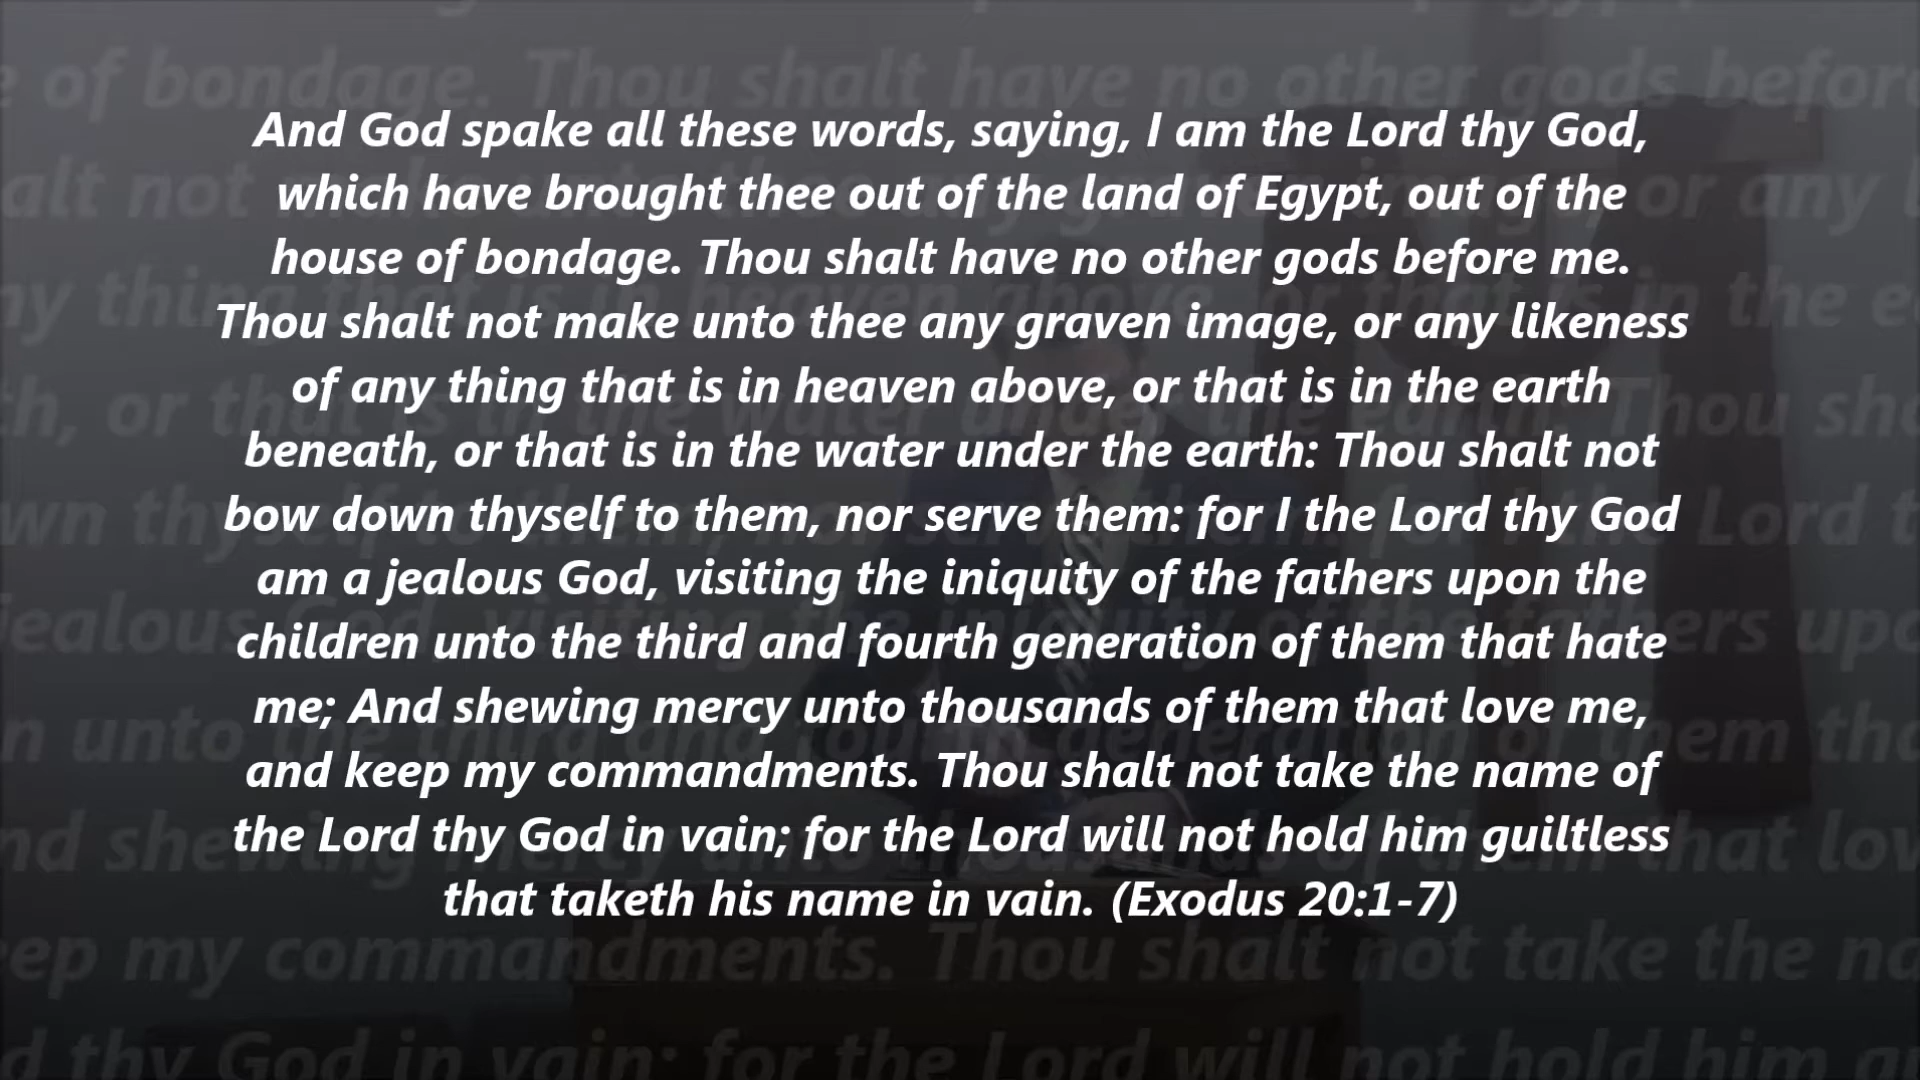 And God spake all these words, saying, I am the Lord thy God,
which have brought thee out of the land of Egypt, out of the
house of bondage. Thou shalt have no other gods before me.
Thou shalt not make unto thee any graven image, or any likeness
of any thing that is in heaven above, or that is in the earth
beneath, or that is in the water under the earth: Thou shalt not
bow down thyself to them, nor serve them: for I the Lord thy God
am a jealous God, visiting the iniquity of the fathers upon the
children unto the third and fourth generation of them that hate
me; And shewing mercy unto thousands of them that love me,
and keep my commandments. Thou shalt not take the name of
the Lord thy God in vain; for the Lord will not hold him guiltless
that taketh his name in vain. (Exodus 20:1-7)